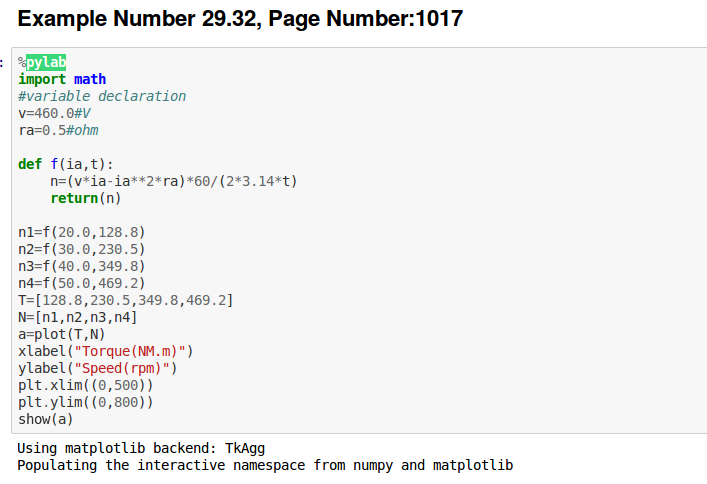 Example Number 29.32, Page Number:1017
: %pylab
import math
#variable declaration
v=460.0#V
ra=0.5#ohm
def f(ia,t):
    n=(v*ia-ia**2*ra)*60/(2*3.14*t)
    return(n)
n1=f(20.0,128.8)
n2=f(30.0,230.5)
n3=f(40.0,349.8)
n4=f(50.0,469.2)
T=[128.8,230.5,349.8,469.2]
N=[n1,n2,n3,n4]
a=plot(T,N)
xlabel("Torque(NM.m)")
ylabel("Speed(rpm)")
plt.xlim((0,500))
plt.ylim((0,800))
show(a)
Using matplotlib backend: TkAgg
Populating the interactive namespace from numpy and matplotlib